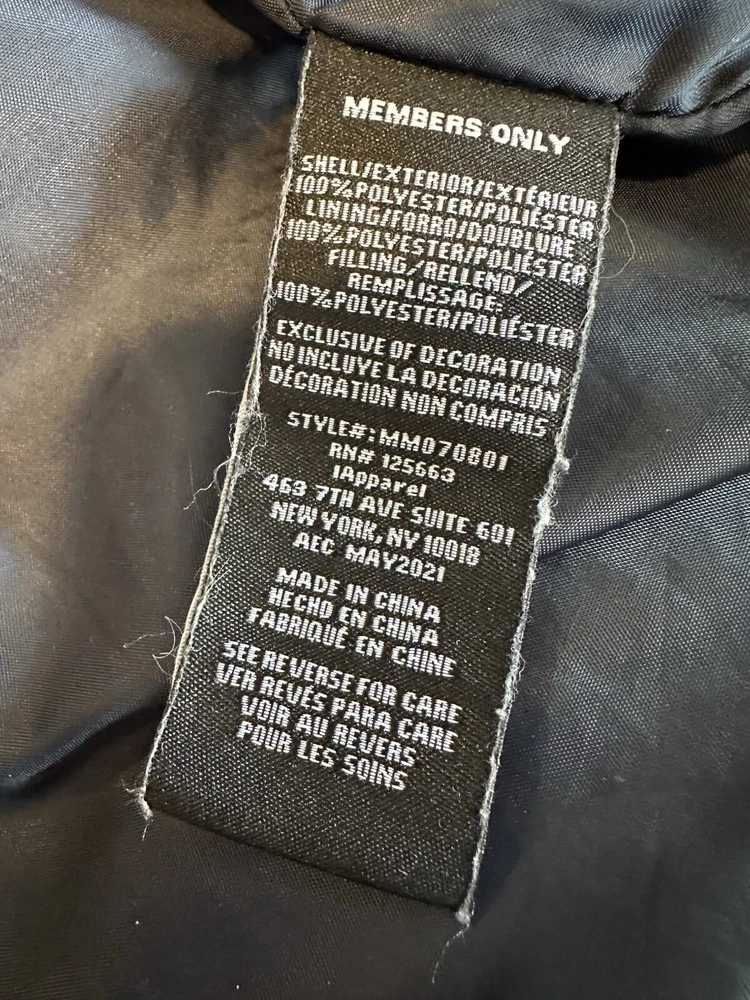 MEMBERS ONLY
SHELL/EXTERIOR/EXTÉRIEUR
100%POLYESTER/POLIÉSTER
LINING/FORRO/DOUBLURE
100%POLYESTER/POLIÉSTER
FILLING/RELLENO/
REMPLISSAGE:
100%POLYESTER/POLIÉSTER
EXCLUSIVE OF DECORATION
NO INCLUYE LA DECORACIÓN
DÉCORATION NON COMPRIS
STYLE#:MM070801
RN# 125663
IApparel
463 7TH AVE SUITE 601
NEW YORK, NY 10018
AEC MAY2021
MADE IN CHINA
HECHO EN CHINA
FABRIQUÉ EN CHINE
SEE REVERSE FOR CARE
VER REVÉS PARA CARE
VOIR AU REVERS
POUR LES SOINS